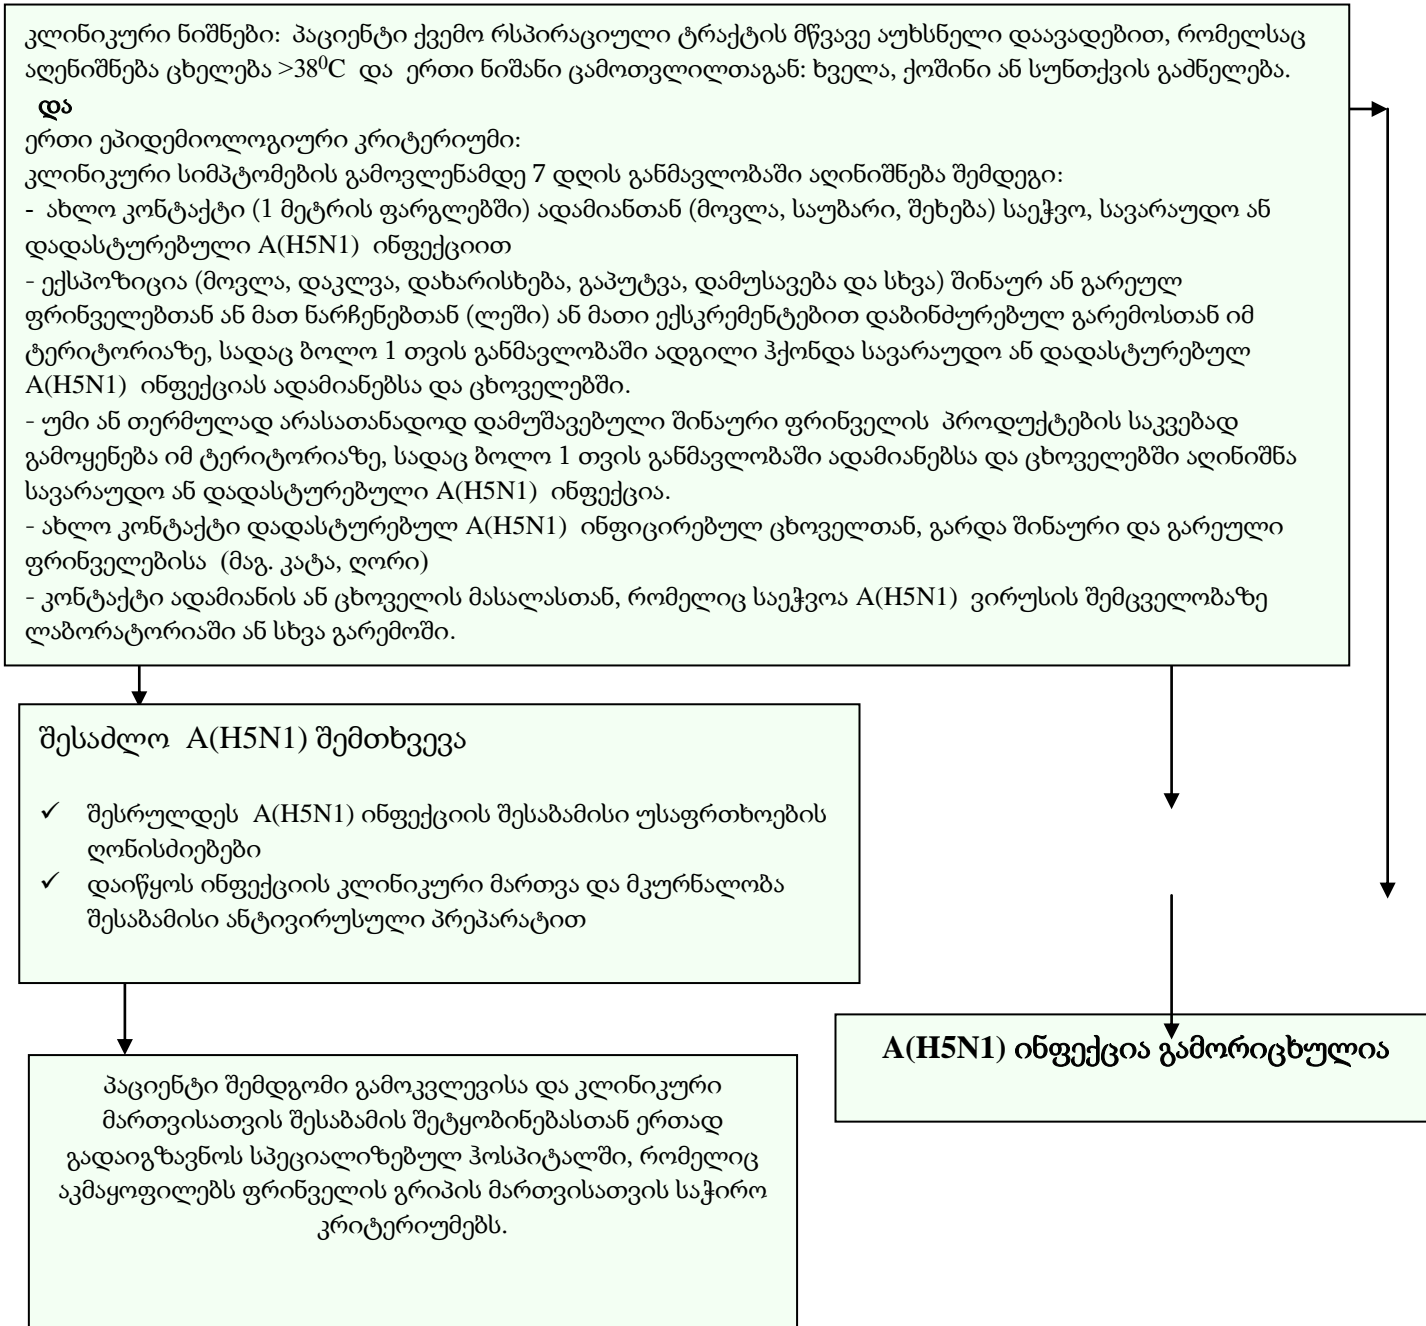 კლინიკური ნიშნები: პაციენტი ქვემო რსპირაციული ტრაქტის მწვავე აუხსნელი დაავადებით, რომელსაც
აღენიშნება ცხელება >38⁰C და ერთი ნიშანი ცამოთვლილთაგან: ხველა, ქოშინი ან სუნთქვის გაძნელება.
და
ერთი ეპიდემიოლოგიური კრიტერიუმი:
კლინიკური სიმპტომების გამოვლენამდე 7 დღის განმავლობაში აღინიშნება შემდეგი:
- ახლო კონტაქტი (1 მეტრის ფარგლებში) ადამიანთან (მოვლა, საუბარი, შეხება) საეჭვო, სავარაუდო ან
დადასტურებული A(H5N1) ინფექციით
- ექსპოზიცია (მოვლა, დაკლვა, დახარისხება, გაპუტვა, დამუსავება და სხვა) შინაურ ან გარეულ
ფრინველებთან ან მათ ნარჩენებთან (ლეში) ან მათი ექსკრემენტებით დაბინძურებულ გარემოსთან იმ
ტერიტორიაზე, სადაც ბოლო 1 თვის განმავლობაში ადგილი ჰქონდა სავარაუდო ან დადასტურებულ
A(H5N1) ინფექციას ადამიანებსა და ცხოველებში.
- უმი ან თერმულად არასათანადოდ დამუშავებული შინაური ფრინველის პროდუქტების საკვებად
გამოყენება იმ ტერიტორიაზე, სადაც ბოლო 1 თვის განმავლობაში ადამიანებსა და ცხოველებში აღინიშნა
სავარაუდო ან დადასტურებული A(H5N1) ინფექცია.
- ახლო კონტაქტი დადასტურებულ A(H5N1) ინფიცირებულ ცხოველთან, გარდა შინაური და გარეული
ფრინველებისა (მაგ. კატა, ღორი)
- კონტაქტი ადამიანის ან ცხოველის მასალასთან, რომელიც საეჭვოა A(H5N1) ვირუსის შემცველობაზე
ლაბორატორიაში ან სხვა გარემოში.
შესაძლო A(H5N1) შემთხვევა
✓ შესრულდეს A(H5N1) ინფექციის შესაბამისი უსაფრთხოების
ღონისძიებები
✓ დაიწყოს ინფექციის კლინიკური მართვა და მკურნალობა
შესაბამისი ანტივირუსული პრეპარატით
A(H5N1) ინფექცია გამორიცხულია
პაციენტი შემდგომი გამოკვლევისა და კლინიკური
მართვისათვის შესაბამის შეტყობინებასთან ერთად
გადაიგზავნოს სპეციალიზებულ ჰოსპიტალში, რომელიც
აკმაყოფილებს ფრინველის გრიპის მართვისათვის საჭირო
კრიტერიუმებს.